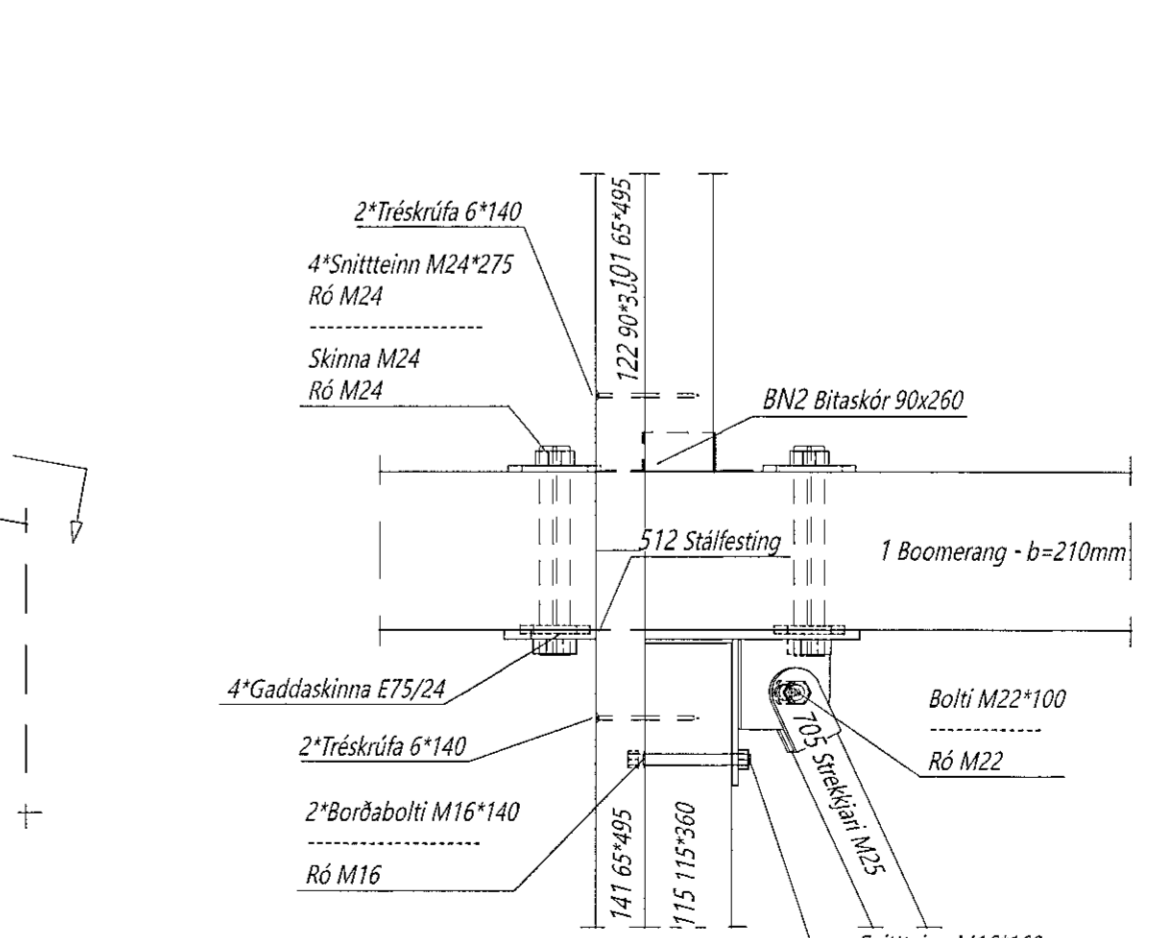 2*Tréskrúfa 6*140
4*Snittteinn M24*275
Ró M24
Skinna M24
Ró M24
101 65*495
122 90*
BN2 Bitaskór 90x260
512 Stálfesting
1 Boomerang - b=210mm
4*Gaddaskinna E75/24
2*Tréskrúfa 6*140
2*Borðabolti M16*140
Ró M16
141 65*495
115 115*360
705 Strekkjari M25
Bolti M22*100
Ró M22